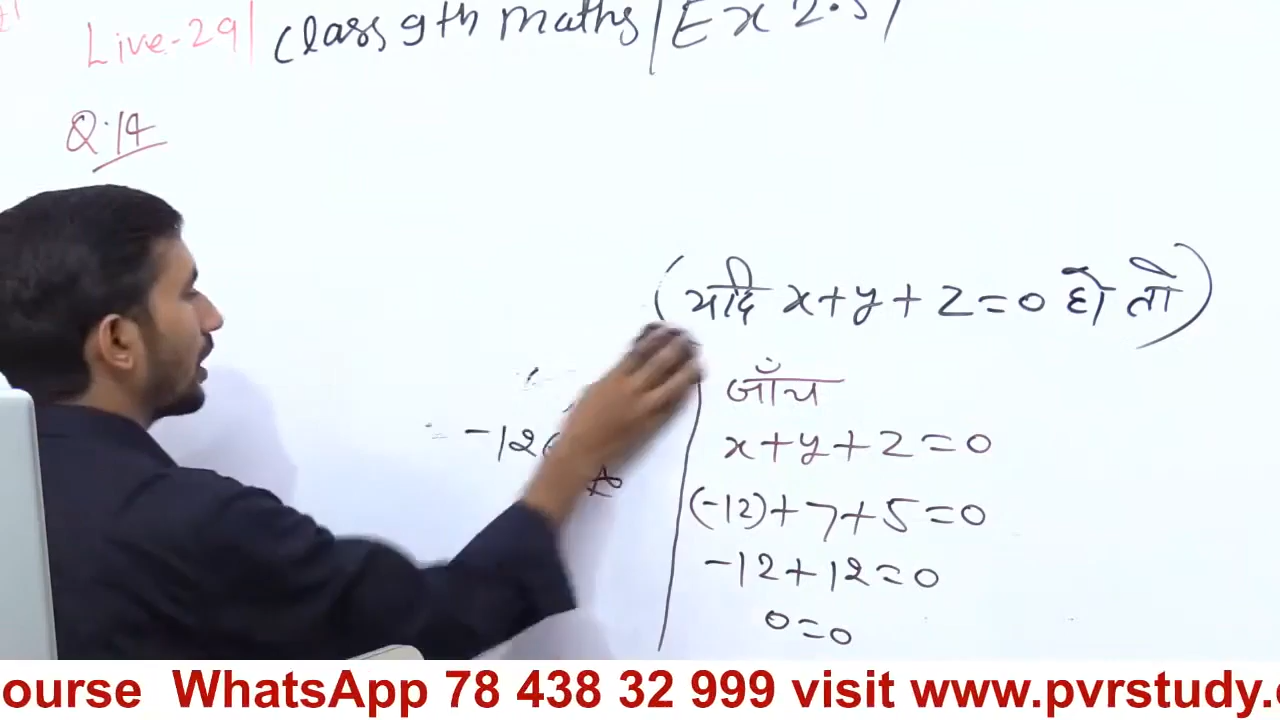 Live-29| Class 9th maths | Ex 2.5 |
Q.14
(यदि x+y+z=0 हो तो)
जाँच
x+y+z=0
= -126
(-12)+7+5=0
-12+12=0
0=0
ourse WhatsApp 78 438 32 999 visit www.pvrstudy.